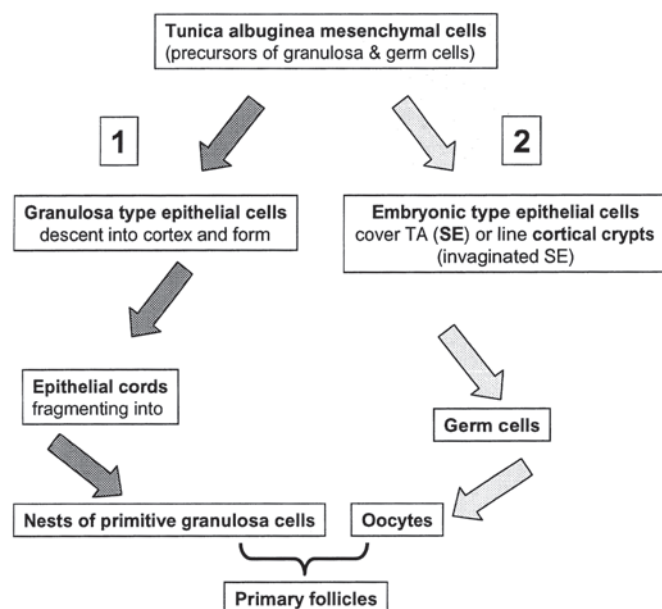 Tunica albuginea mesenchymal cells
(precursors of granulosa & germ cells)
1
2
Granulosa type epithelial cells
descent into cortex and form
Embryonic type epithelial cells
cover TA (SE) or line cortical crypts
(invaginated SE)
Epithelial cords
fragmenting into
Germ cells
Nests of primitive granulosa cells
Oocytes
Primary follicles